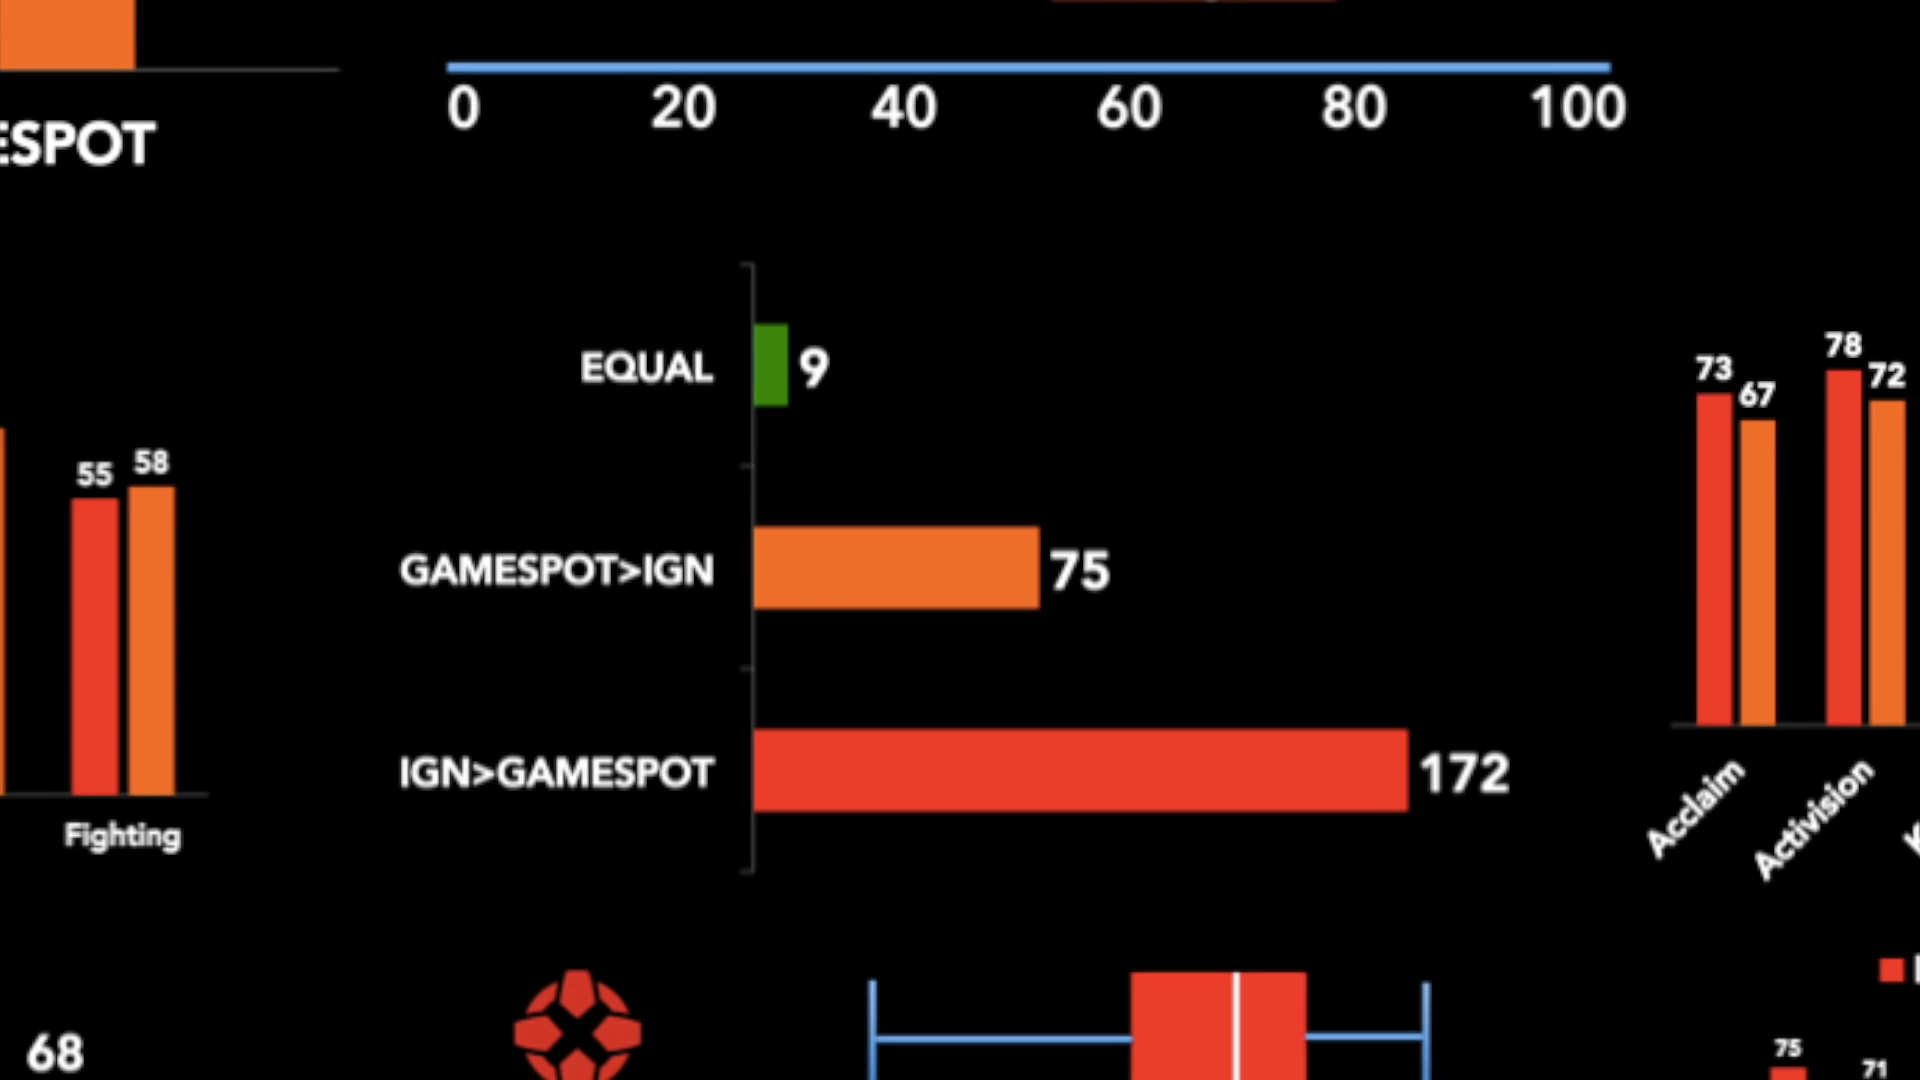 0 20 40 60 80 100
ESPOT
EQUAL 9
GAMESPOT>IGN 75
IGN>GAMESPOT 172
55 58
Fighting
73 67 78 72
Acclaim Activision
68
75 71